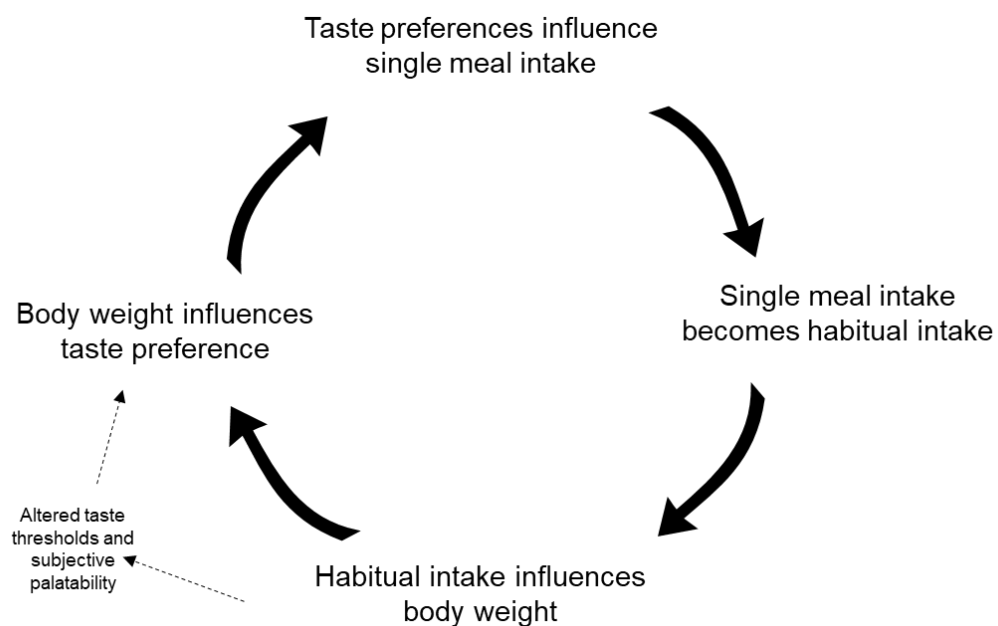 Taste preferences influence
single meal intake
Single meal intake
becomes habitual intake
Habitual intake influences
body weight
Body weight influences
taste preference
Altered taste
thresholds and
subjective
palatability